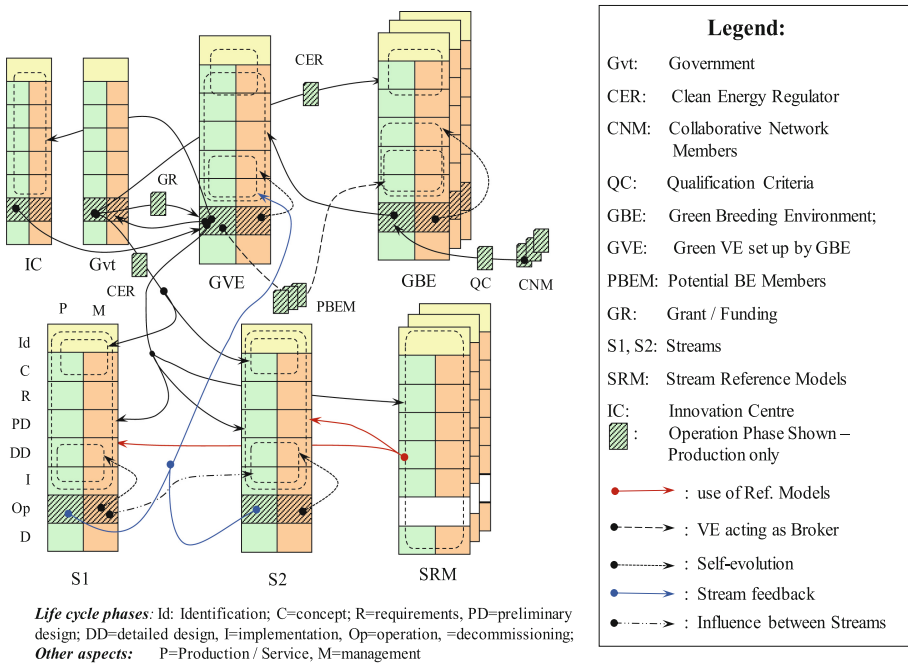 CER
GR
IC
Gvt
GVE
GBE
QC
CNM
CER
PBEM
P
M
Id
C
R
PD
DD
I
Op
D
S1
S2
SRM
Life cycle phases: Id: Identification; C=concept; R=requirements, PD=preliminary
design; DD=detailed design, I=implementation, Op=operation, =decommissioning;
Other aspects: P=Production / Service, M=management
Legend:
Gvt: Government
CER: Clean Energy Regulator
CNM: Collaborative Network
Members
QC: Qualification Criteria
GBE: Green Breeding Environment;
GVE: Green VE set up by GBE
PBEM: Potential BE Members
GR: Grant / Funding
S1, S2: Streams
SRM: Stream Reference Models
IC: Innovation Centre
: Operation Phase Shown –
Production only
: use of Ref. Models
: VE acting as Broker
: Self-evolution
: Stream feedback
: Influence between Streams